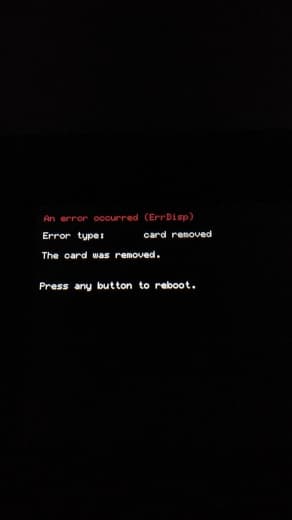 An error occurred (ErrDisp)
Error type: card removed
The card was removed.
Press any button to reboot.